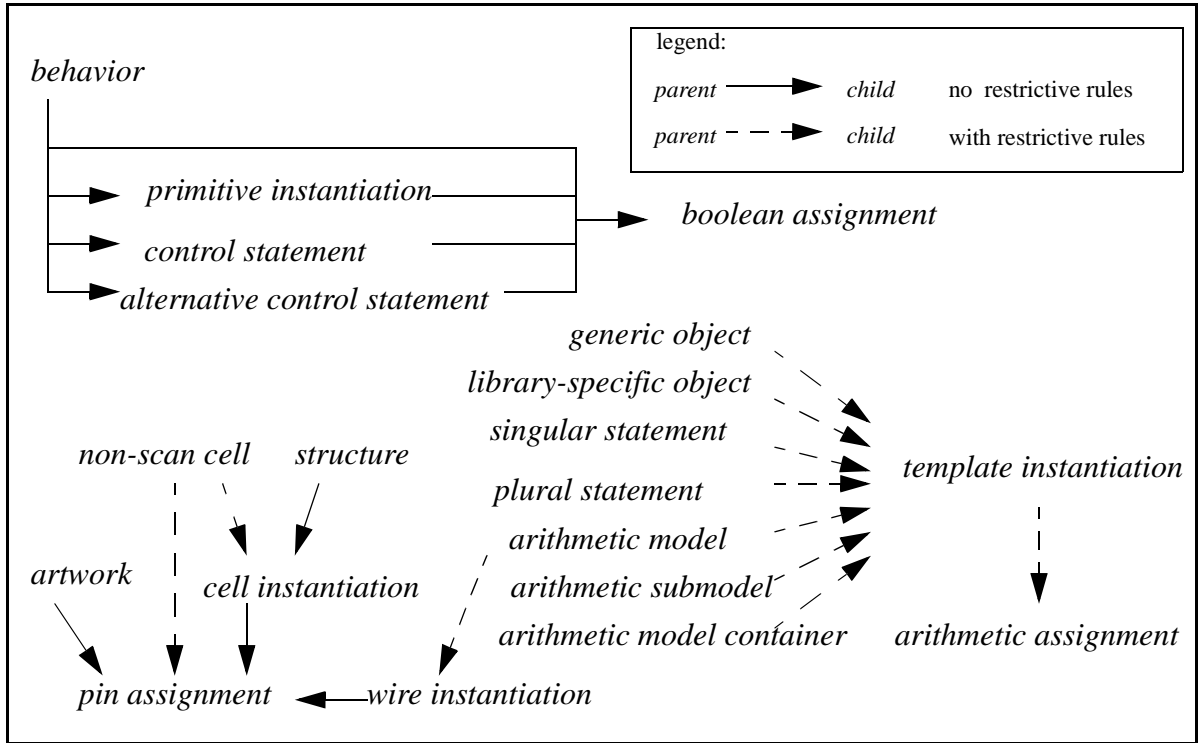 legend:
behavior
parent child no restrictive rules
parent child with restrictive rules
primitive instantiation
boolean assignment
control statement
alternative control statement
generic object
library-specific object
singular statement
non-scan cell structure
template instantiation
plural statement
arithmetic model
artwork
cell instantiation
arithmetic submodel
arithmetic model container
arithmetic assignment
pin assignment
wire instantiation